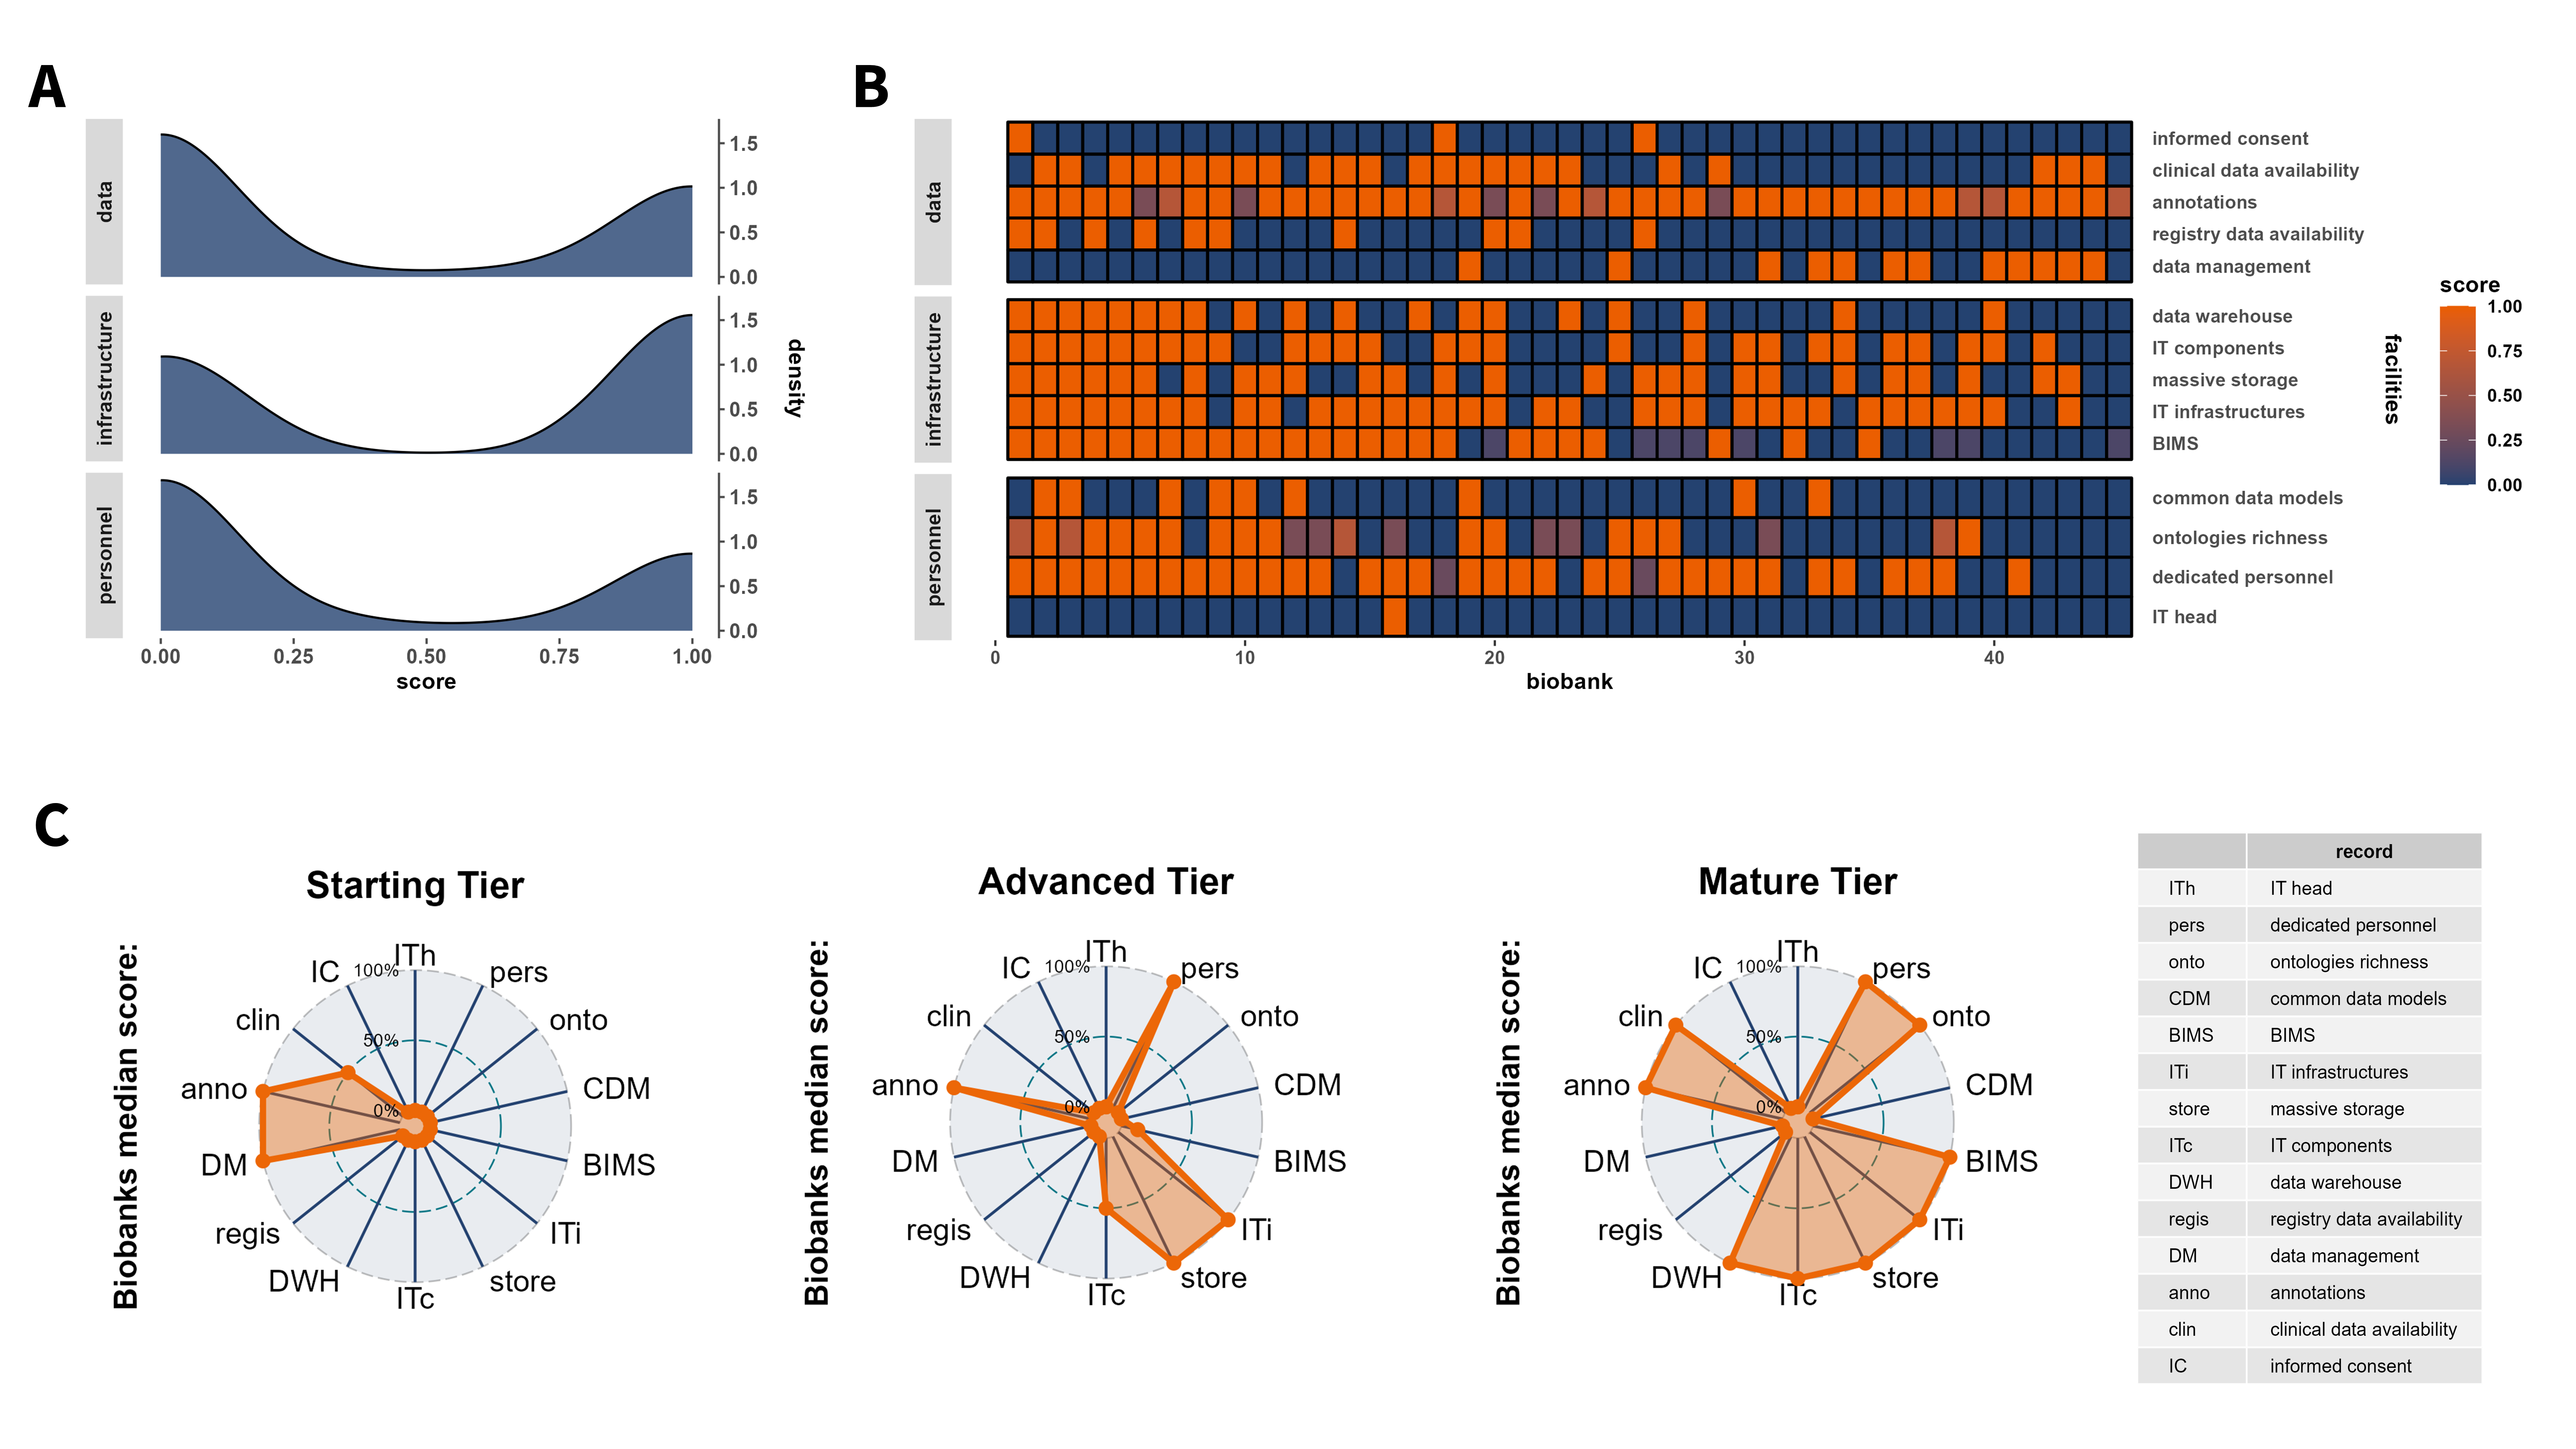 A
data
1.5
1.0
0.5
0.0
infrastructure
1.5
1.0
0.5
0.0
personnel
1.5
1.0
0.5
0.0
density
0.00
0.25
0.50
0.75
1.00
score
B
data
informed consent
clinical data availability
annotations
registry data availability
data management
infrastructure
data warehouse
IT components
massive storage
IT infrastructures
BIMS
personnel
common data models
ontologies richness
dedicated personnel
IT head
0
10
20
30
40
biobank
facilities
score
1.00
0.75
0.50
0.25
0.00
C
Starting Tier
Biobanks median score:
ITh
pers
onto
CDM
BIMS
ITi
store
ITc
DWH
regis
DM
anno
clin
IC
100%
50%
0%
Advanced Tier
Biobanks median score:
ITh
pers
onto
CDM
BIMS
ITi
store
ITc
DWH
regis
DM
anno
clin
IC
100%
50%
0%
Mature Tier
Biobanks median score:
ITh
pers
onto
CDM
BIMS
ITi
store
ITc
DWH
regis
DM
anno
clin
IC
100%
50%
0%
record
ITh IT head
pers dedicated personnel
onto ontologies richness
CDM common data models
BIMS BIMS
ITi IT infrastructures
store massive storage
ITc IT components
DWH data warehouse
regis registry data availability
DM data management
anno annotations
clin clinical data availability
IC informed consent